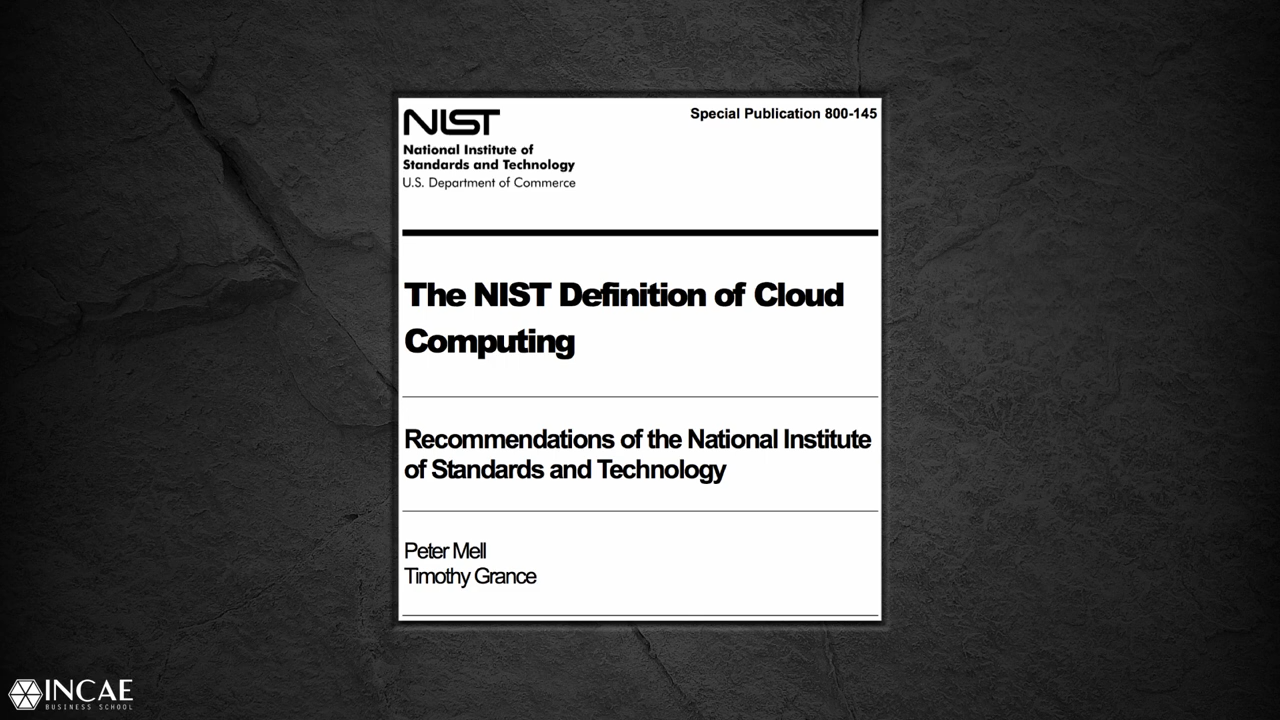 NIST
Special Publication 800-145
National Institute of
Standards and Technology
U.S. Department of Commerce
The NIST Definition of Cloud
Computing
Recommendations of the National Institute
of Standards and Technology
Peter Mell
Timothy Grance
INCAE
BUSINESS SCHOOL